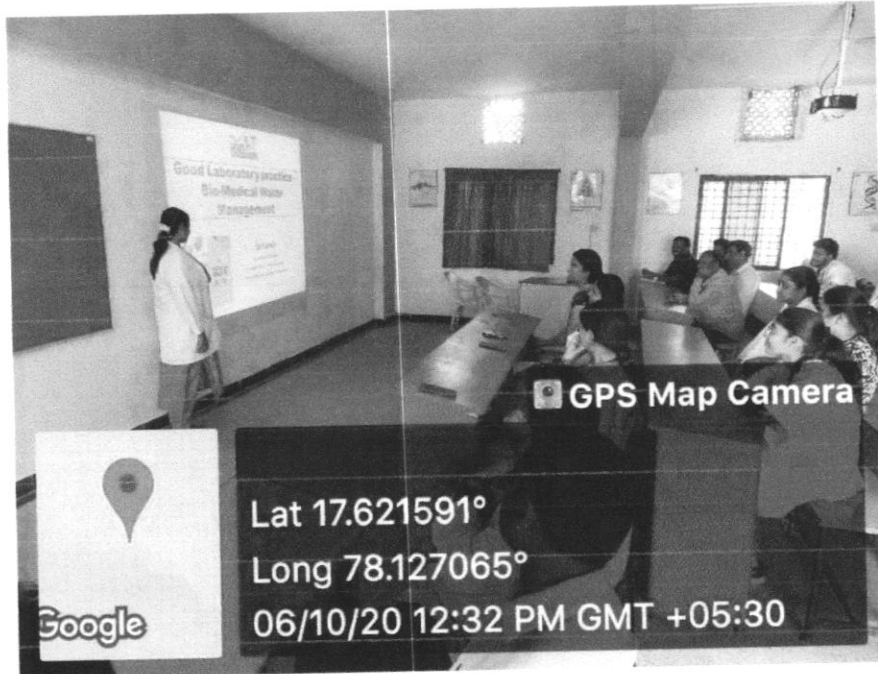 Good Laboratory practice
Bio-Medical Waste
Management
GPS Map Camera
Lat 17.621591°
Long 78.127065°
06/10/20 12:32 PM GMT +05:30
Google